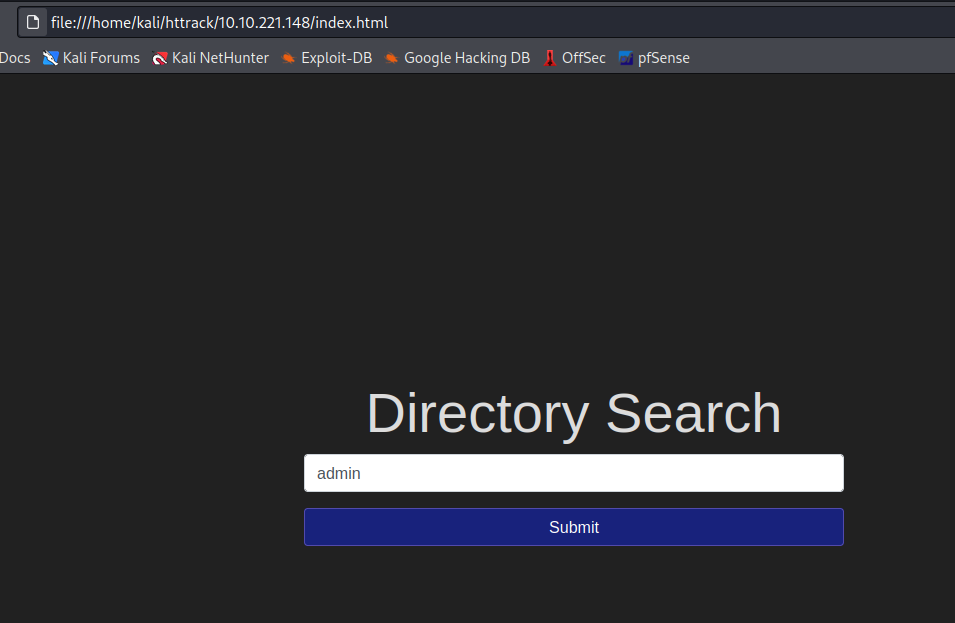 file:///home/kali/httrack/10.10.221.148/index.html
Docs Kali Forums Kali NetHunter Exploit-DB Google Hacking DB OffSec pfSense
Directory Search
admin
Submit